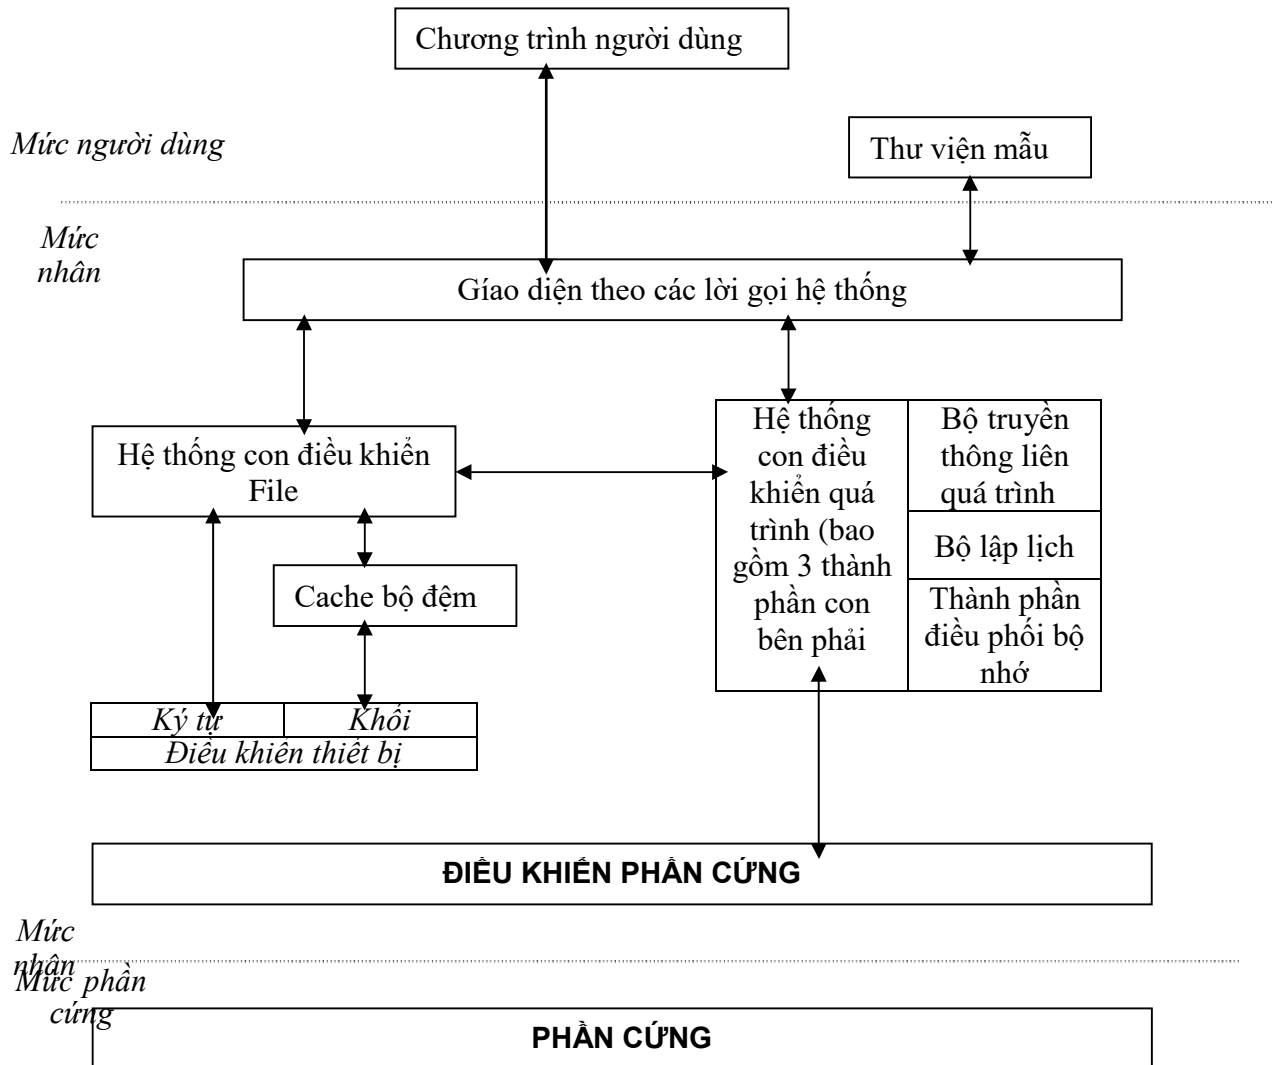 Chương trình người dùng
Mức người dùng
Thư viện mẫu
Mức
nhân
Gíao diện theo các lời gọi hệ thống
Hệ thống con điều khiển
File
Hệ thống
con điều
khiển quá
trình (bao
gồm 3 thành
phần con
bên phải
Bộ truyền
thông liên
quá trình
Bộ lập lịch
Thành phần
điều phối bộ
nhớ
Cache bộ đệm
Ký tự
Khối
Điều khiển thiết bị
ĐIỀU KHIỂN PHẦN CỨNG
Mức
nhân
Mức phần
cứng
PHẦN CỨNG